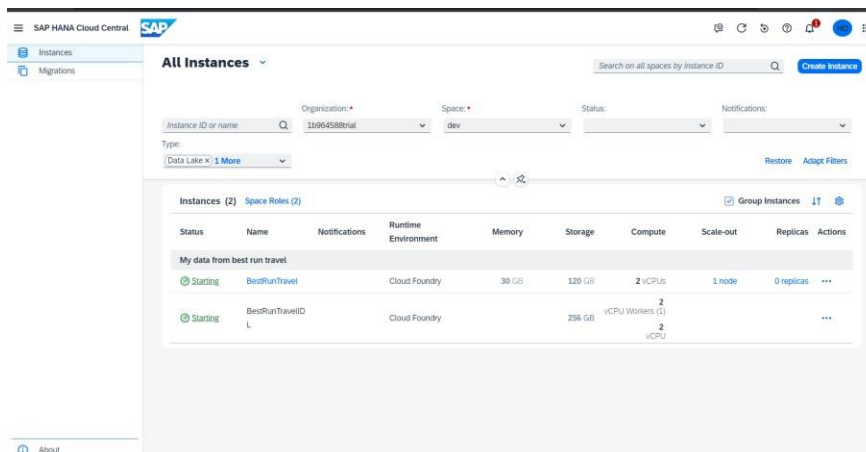 SAP HANA Cloud Central SAP 1 HD
Instances
Migrations
All Instances
Search on all spaces by instance ID
Create Instance
Organization: * Space: * Status: Notifications:
Instance ID or name 1b964588trial dev
Type:
Data Lake × 1 More
Restore Adapt Filters
Instances (2) Space Roles (2) Group Instances
Status Name Notifications Runtime Environment Memory Storage Compute Scale-out Replicas Actions
My data from best run travel
Starting BestRunTravel Cloud Foundry 30 GB 120 GB 2 vCPUs 1 node 0 replicas
Starting BestRunTravelID Cloud Foundry 256 GB 2
L vCPU Workers (1)
2
vCPU
About